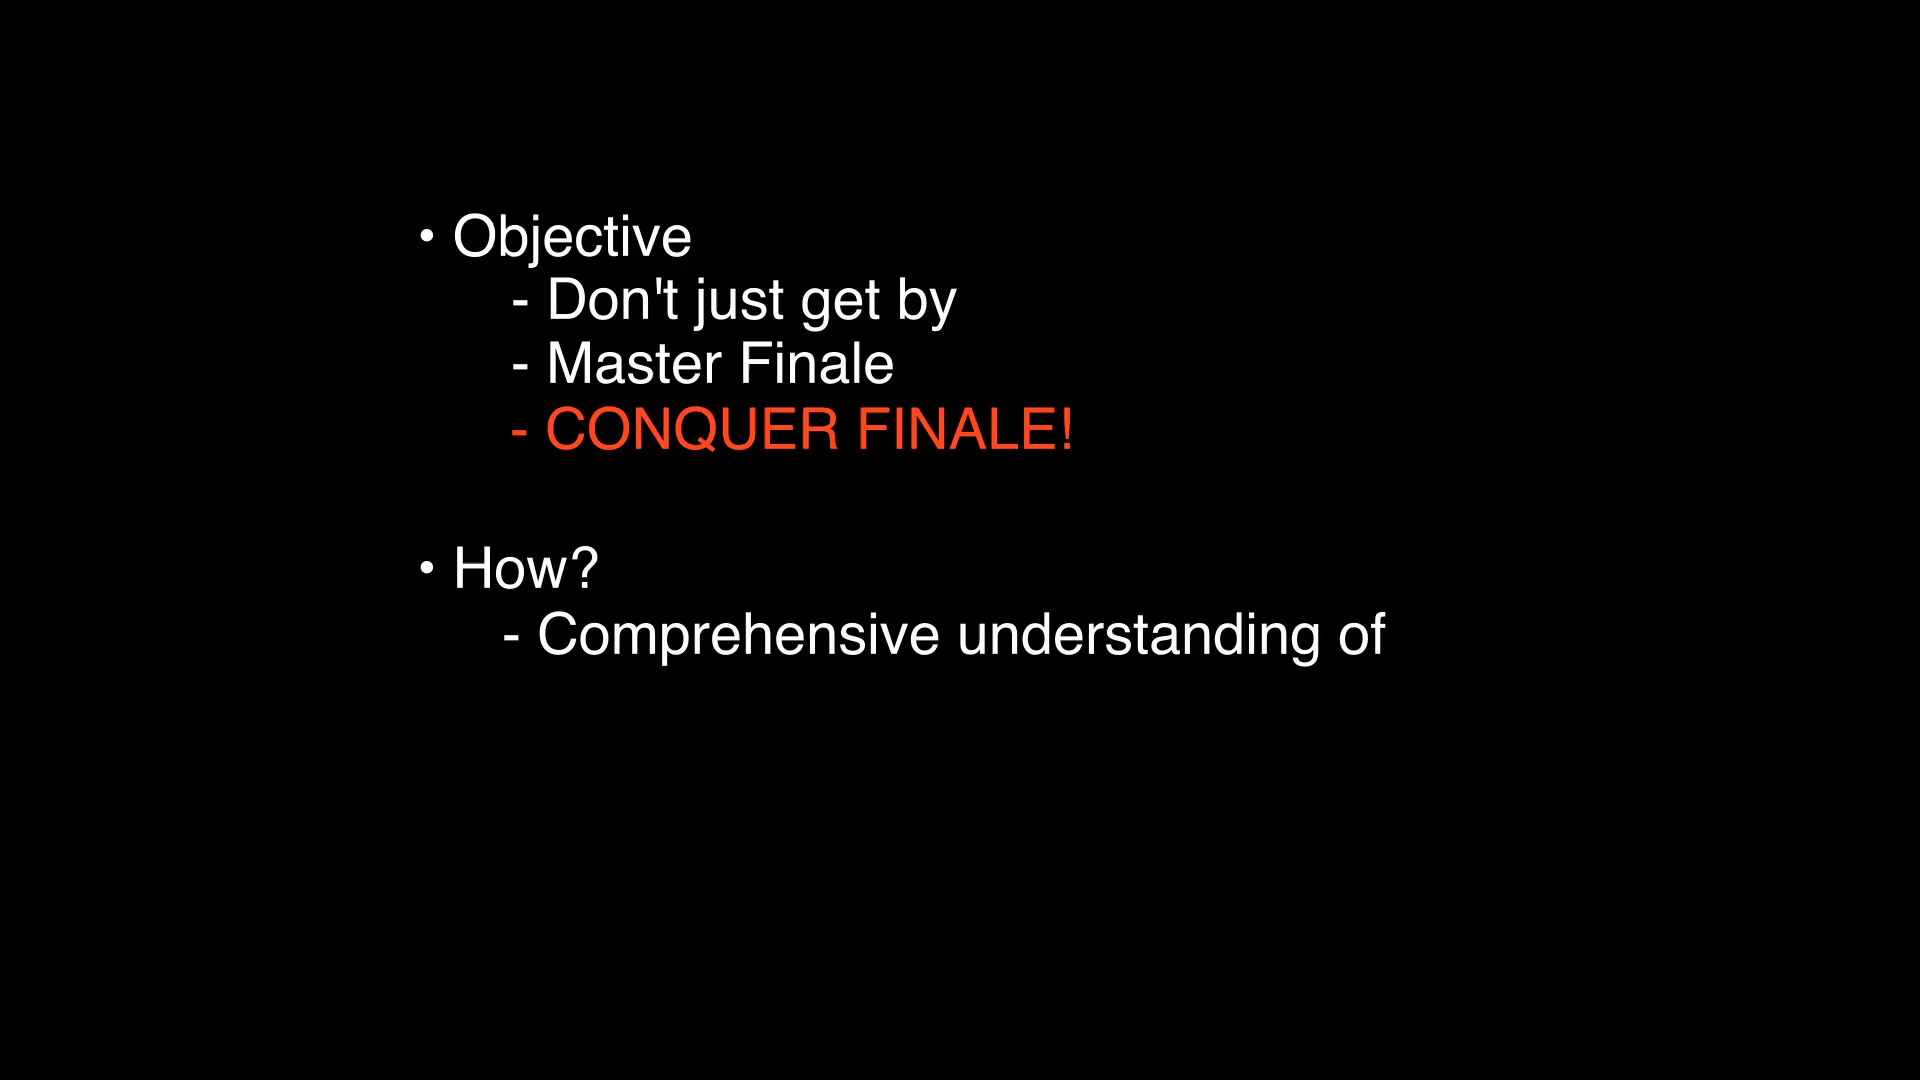 • Objective
- Don't just get by
- Master Finale
- CONQUER FINALE!
• How?
- Comprehensive understanding of